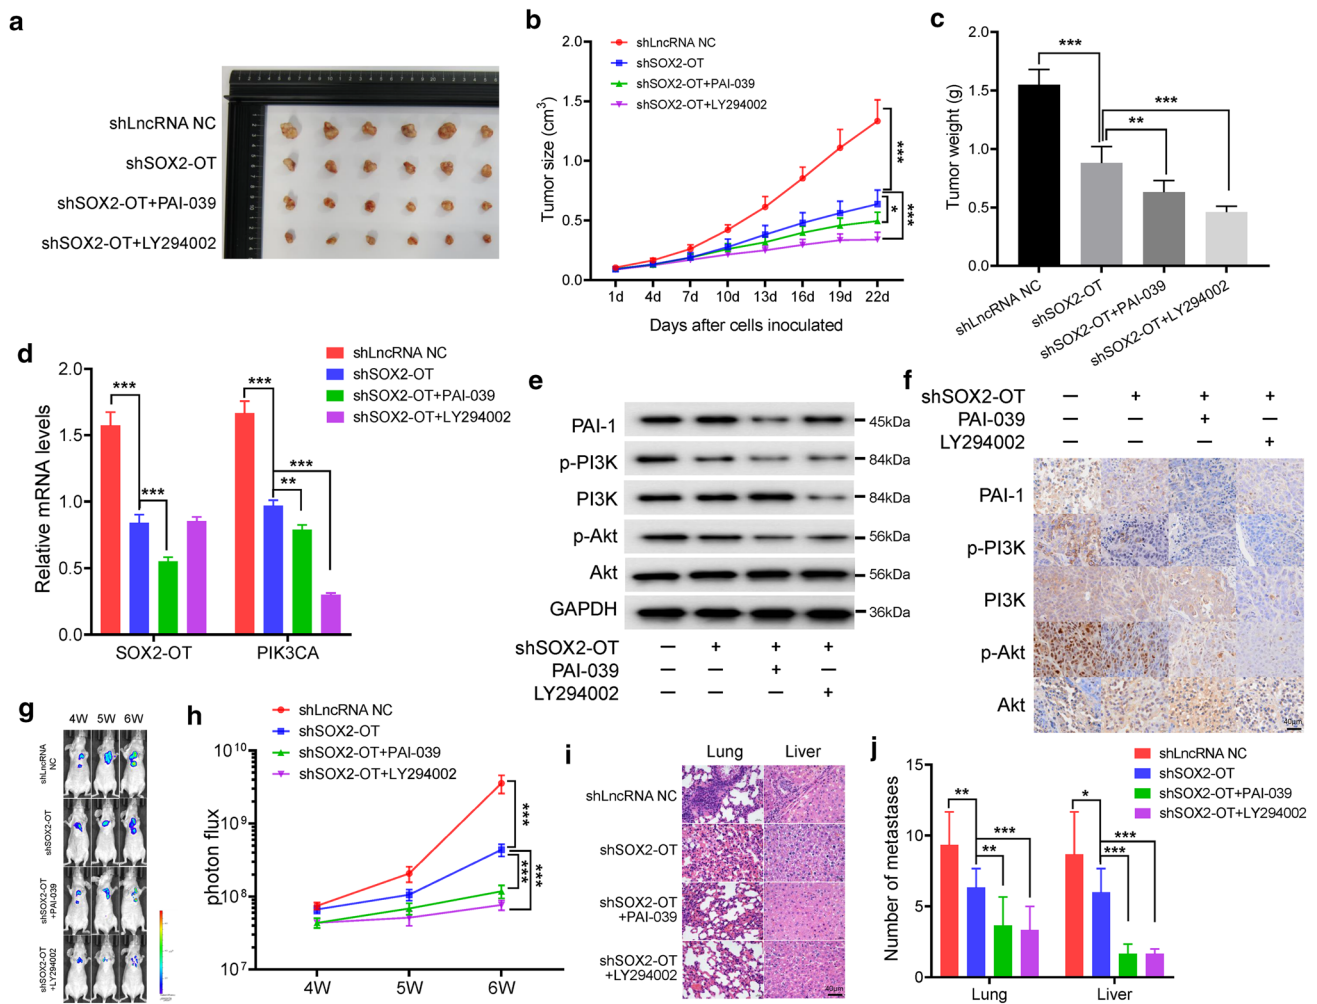 a
shLncRNA NC
shSOX2-OT
shSOX2-OT+PAI-039
shSOX2-OT+LY294002
b
shLncRNA NC
shSOX2-OT
shSOX2-OT+PAI-039
shSOX2-OT+LY294002
Tumor size (cm3)
2.0
1.5
1.0
0.5
0.0
***
*
***
1d 4d 7d 10d 13d 16d 19d 22d
Days after cells inoculated
c
Tumor weight (g)
2.0
1.5
1.0
0.5
0.0
***
***
**
shLncRNA NC
shSOX2-OT
shSOX2-OT+PAI-039
shSOX2-OT+LY294002
d
shLncRNA NC
shSOX2-OT
shSOX2-OT+PAI-039
shSOX2-OT+LY294002
Relative mRNA levels
2.0
1.5
1.0
0.5
0.0
***
***
***
***
**
SOX2-OT PIK3CA
e
PAI-1 45kDa
p-PI3K 84kDa
PI3K 84kDa
p-Akt 56kDa
Akt 56kDa
GAPDH 36kDa
shSOX2-OT — + + +
PAI-039 — — + —
LY294002 — — — +
f
shSOX2-OT — + + +
PAI-039 — — + —
LY294002 — — — +
PAI-1
p-PI3K
PI3K
p-Akt
Akt
40μm
g
4W 5W 6W
shLncRNA
NC
shSOX2-OT
shSOX2-OT
+PAI-039
shSOX2-OT
+LY294002
h
shLncRNA NC
shSOX2-OT
shSOX2-OT+PAI-039
shSOX2-OT+LY294002
photon flux
10^10
10^9
10^8
10^7
***
***
***
4W 5W 6W
i
Lung Liver
shLncRNA NC
shSOX2-OT
shSOX2-OT
+PAI-039
shSOX2-OT
+LY294002
40μm
j
shLncRNA NC
shSOX2-OT
shSOX2-OT+PAI-039
shSOX2-OT+LY294002
Number of metastases
15
10
5
0
**
***
**
*
***
***
Lung Liver